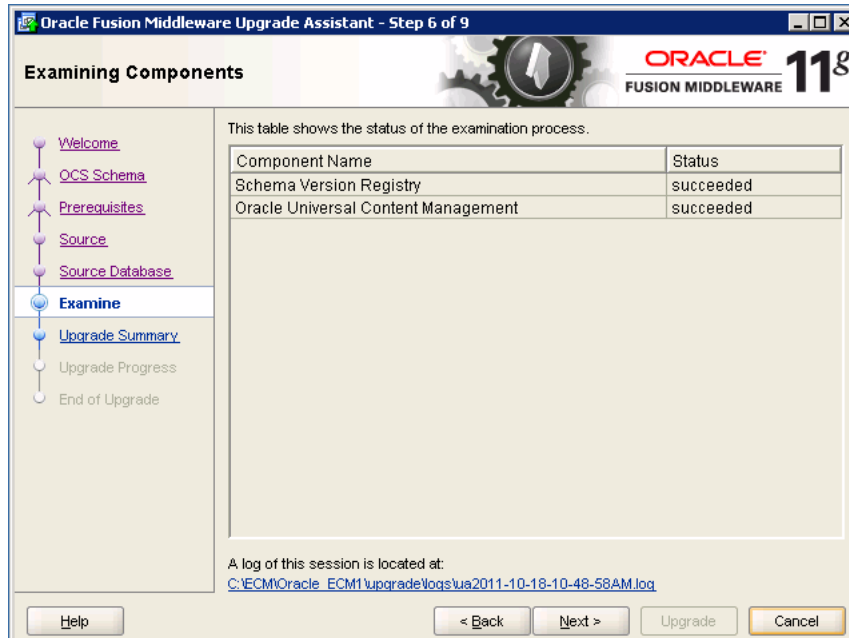 Oracle Fusion Middleware Upgrade Assistant - Step 6 of 9
Examining Components
ORACLE
FUSION MIDDLEWARE
11g
Welcome
OCS Schema
Prerequisites
Source
Source Database
Examine
Upgrade Summary
Upgrade Progress
End of Upgrade
This table shows the status of the examination process.
Component Name Status
Schema Version Registry succeeded
Oracle Universal Content Management succeeded
A log of this session is located at:
C:\ECM\Oracle_ECM1\upgrade\logs\ua2011-10-18-10-48-58AM.log
Help < Back Next > Upgrade Cancel